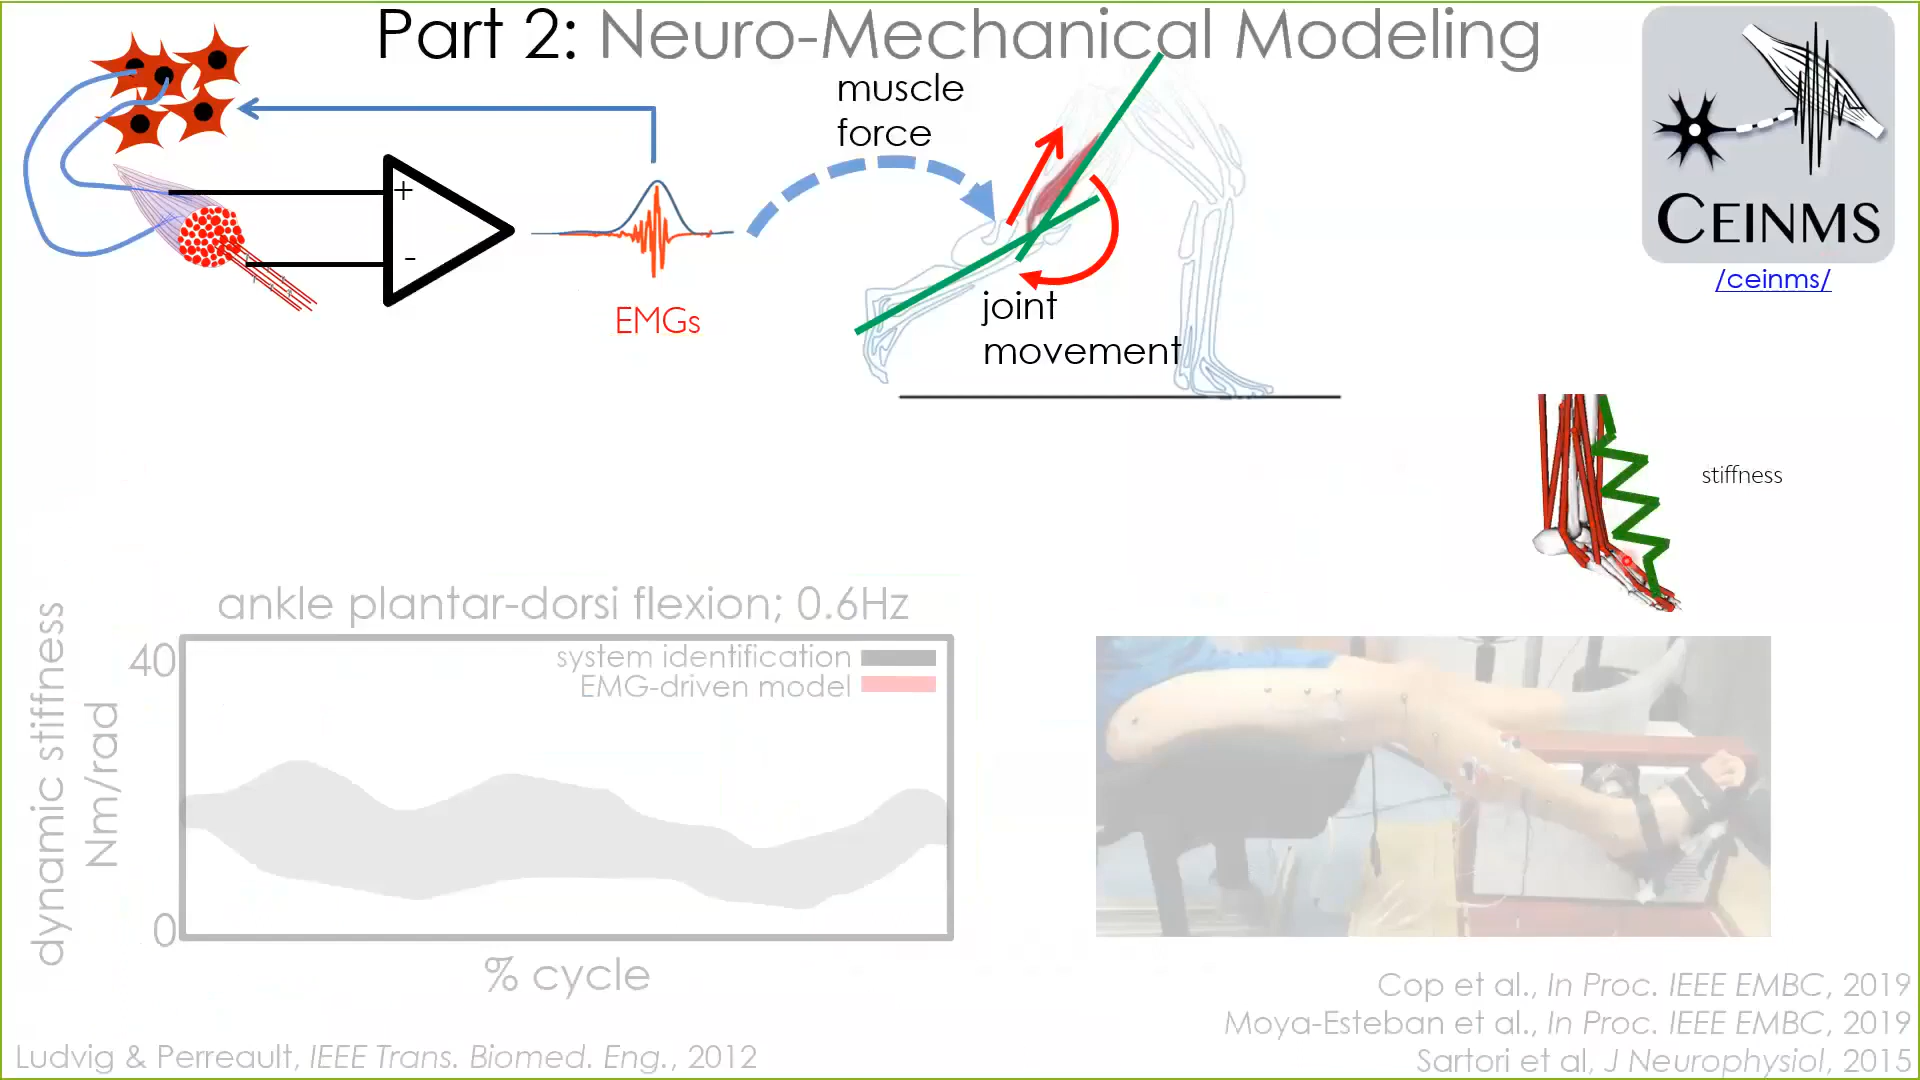 Part 2: Neuro-Mechanical Modeling
muscle
force
+
-
EMGs
joint
movement
CEINMS
/ceinms/
stiffness
ankle plantar-dorsi flexion; 0.6Hz
dynamic stiffness
Nm/rad
40
0
system identification
EMG-driven model
% cycle
Cop et al., In Proc. IEEE EMBC, 2019
Moya-Esteban et al., In Proc. IEEE EMBC, 2019
Ludvig & Perreault, IEEE Trans. Biomed. Eng., 2012
Sartori et al, J Neurophysiol, 2015